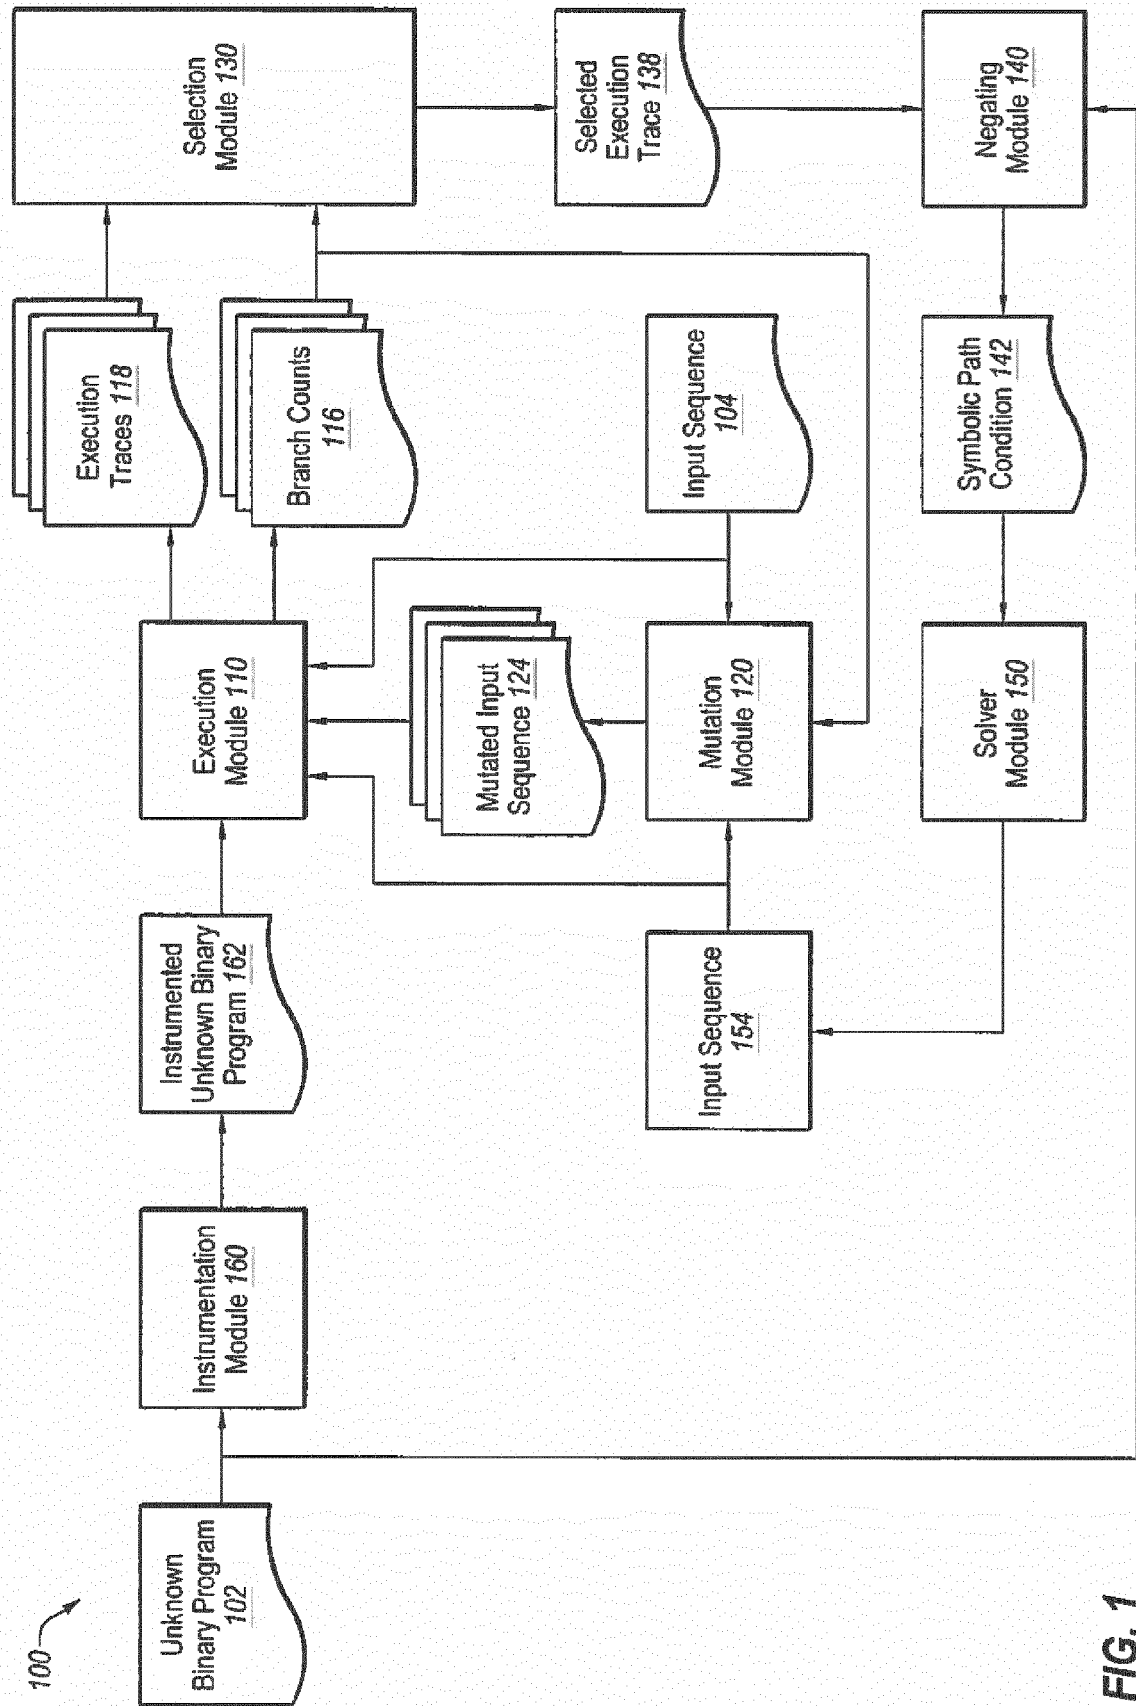 100
Unknown
Binary Program
102
Instrumentation
Module 160
Instrumented
Unknown Binary
Program 162
Execution
Module 110
Execution
Traces 118
Branch Counts
116
Selection
Module 130
Selected
Execution
Trace 138
Mutated Input
Sequence 124
Input Sequence
104
Input Sequence
154
Mutation
Module 120
Solver
Module 150
Symbolic Path
Condition 142
Negating
Module 140
FIG. 1